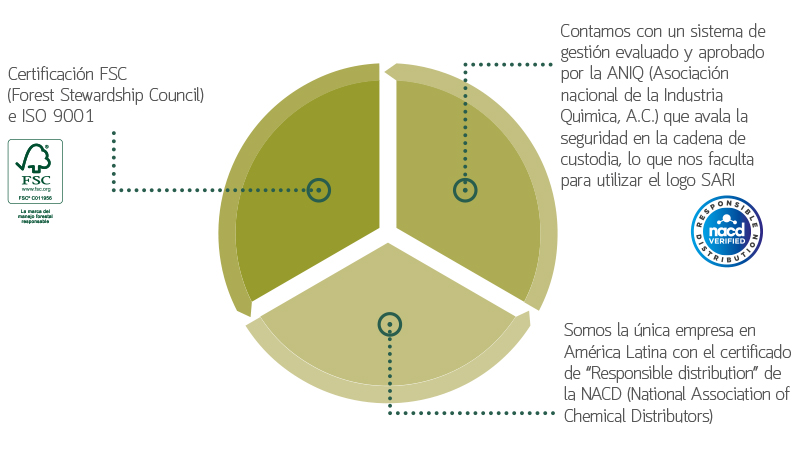 Certificación FSC
(Forest Stewardship Council)
e ISO 9001
FSC
www.fsc.org
FSC® C011956
La marca del
manejo forestal
responsable
Contamos con un sistema de
gestión evaluado y aprobado
por la ANIQ (Asociación
nacional de la Industria
Quimica, A.C.) que avala la
seguridad en la cadena de
custodia, lo que nos faculta
para utilizar el logo SARI
RESPONSIBLE
nacd
VERIFIED
DISTRIBUTION
Somos la única empresa en
América Latina con el certificado
de "Responsible distribution" de
la NACD (National Association of
Chemical Distributors)